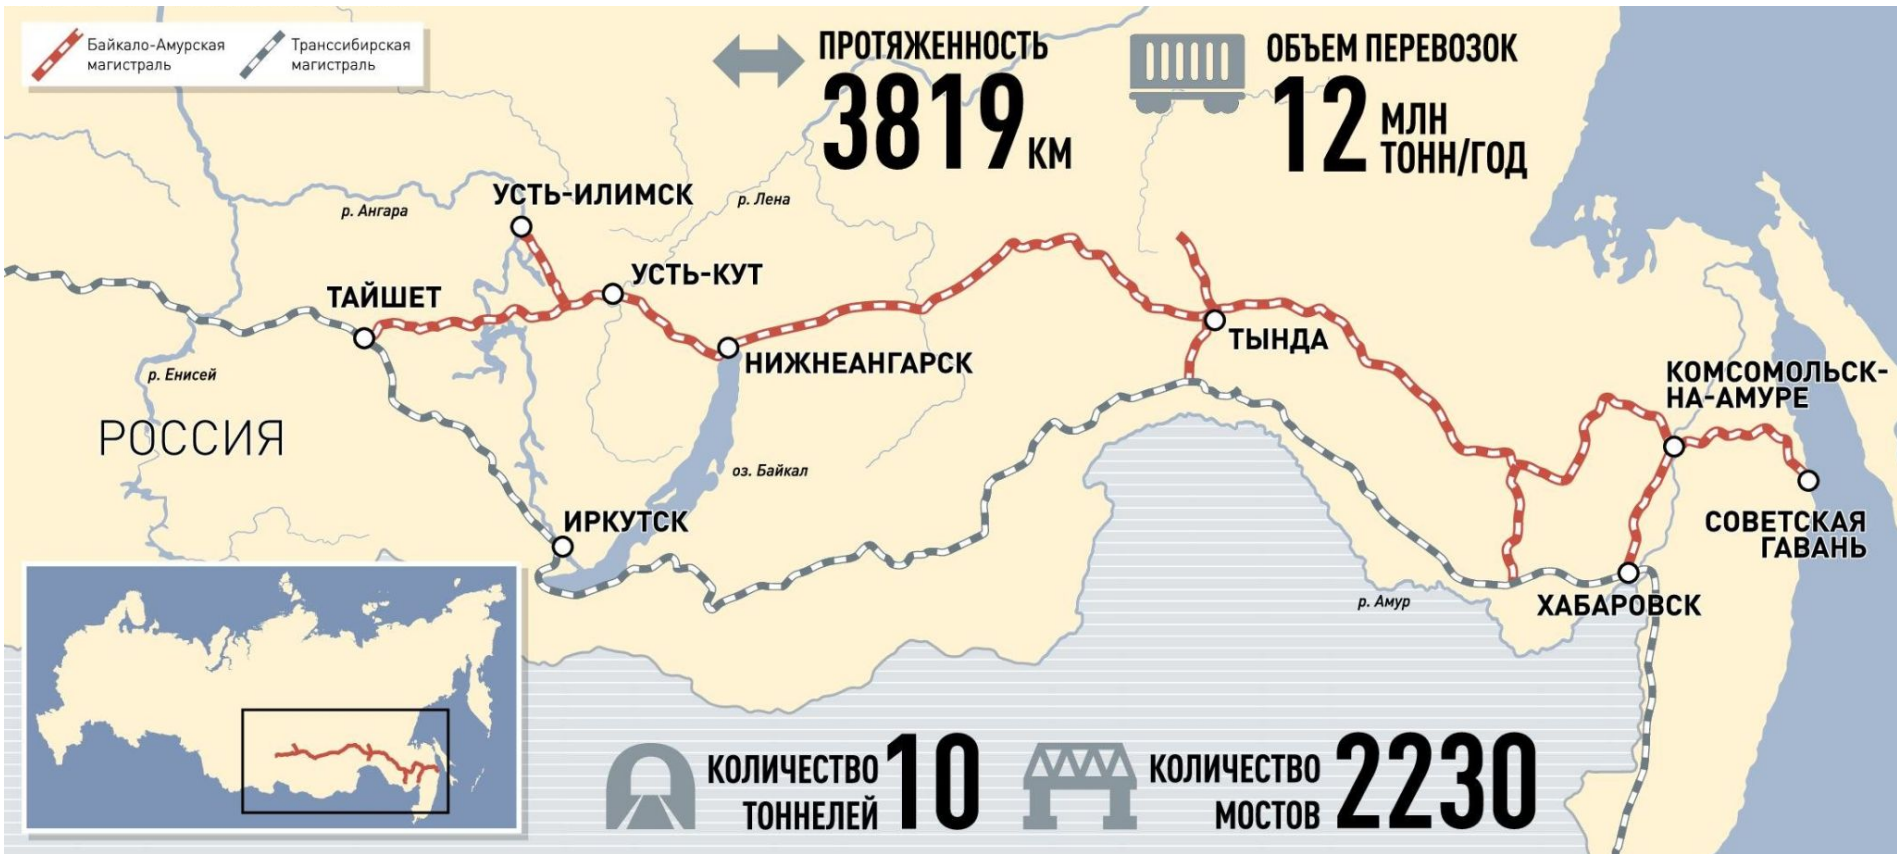 Байкало-Амурская
магистраль
Транссибирская
магистраль
ПРОТЯЖЕННОСТЬ
3819 КМ
ОБЪЕМ ПЕРЕВОЗОК
12 МЛН
ТОНН/ГОД
УСТЬ-ИЛИМСК
р. Ангара
р. Лена
УСТЬ-КУТ
ТАЙШЕТ
НИЖНЕАНГАРСК
ТЫНДА
р. Енисей
КОМСОМОЛЬСК-
НА-АМУРЕ
РОССИЯ
оз. Байкал
ИРКУТСК
СОВЕТСКАЯ
ГАВАНЬ
р. Амур
ХАБАРОВСК
КОЛИЧЕСТВО
ТОННЕЛЕЙ 10
КОЛИЧЕСТВО
МОСТОВ 2230